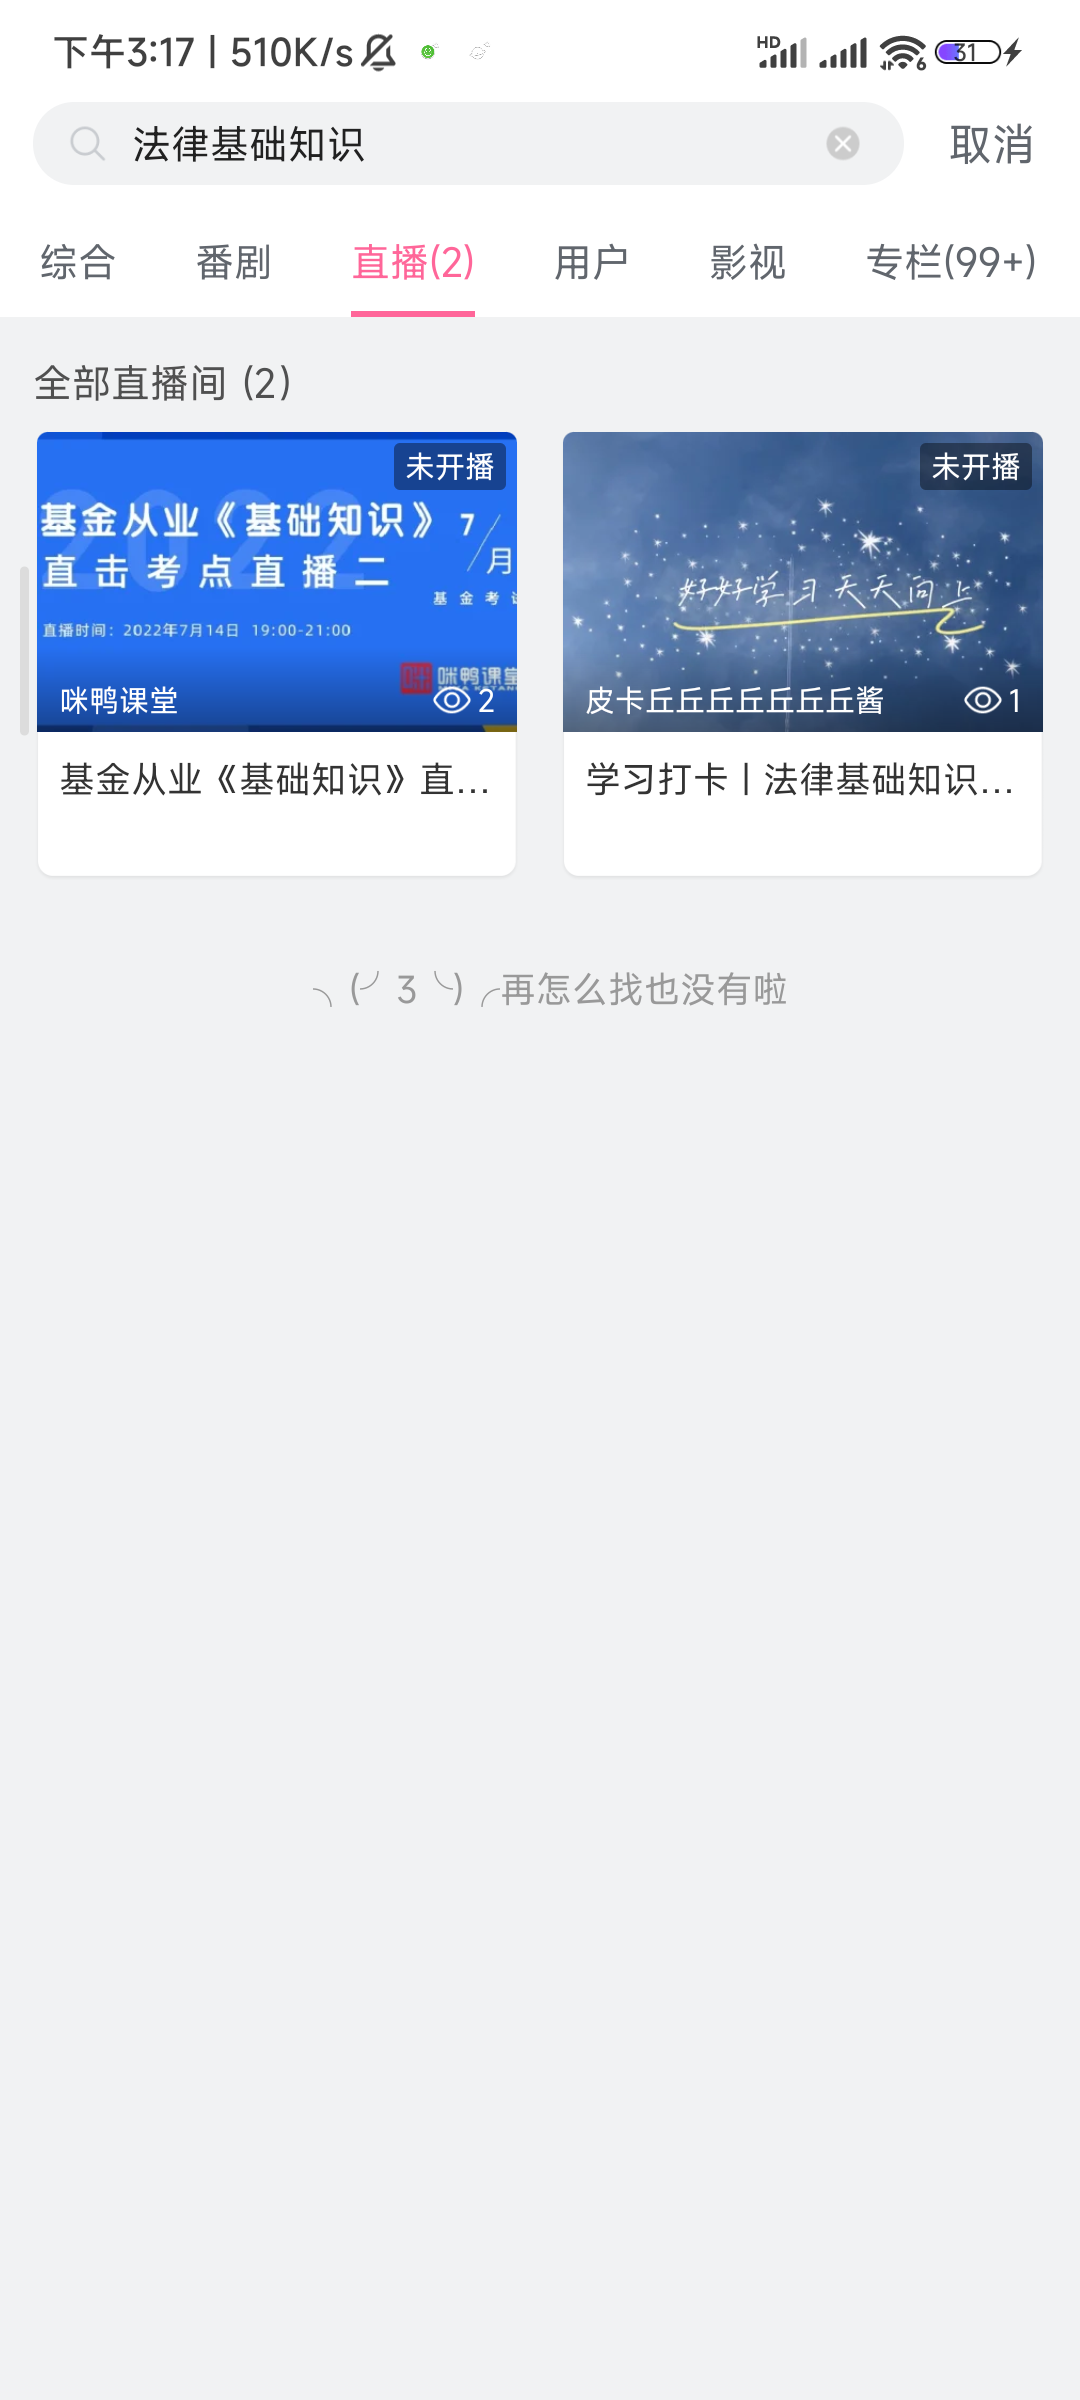 下午3:17 | 510K/s
HD
6
31
法律基础知识
取消
综合 番剧 直播(2) 用户 影视 专栏(99+)
全部直播间 (2)
未开播
2022
基金从业《基础知识》 7
直击考点直播二 月
基金考
直播时间：2022年7月14日 19:00-21:00
咪鸭课堂
咪鸭课堂 2
基金从业《基础知识》直...
未开播
好好学习天天向上
皮卡丘丘丘丘丘丘丘酱 1
学习打卡丨法律基础知识...
╮(╯3╰)╭再怎么找也没有啦